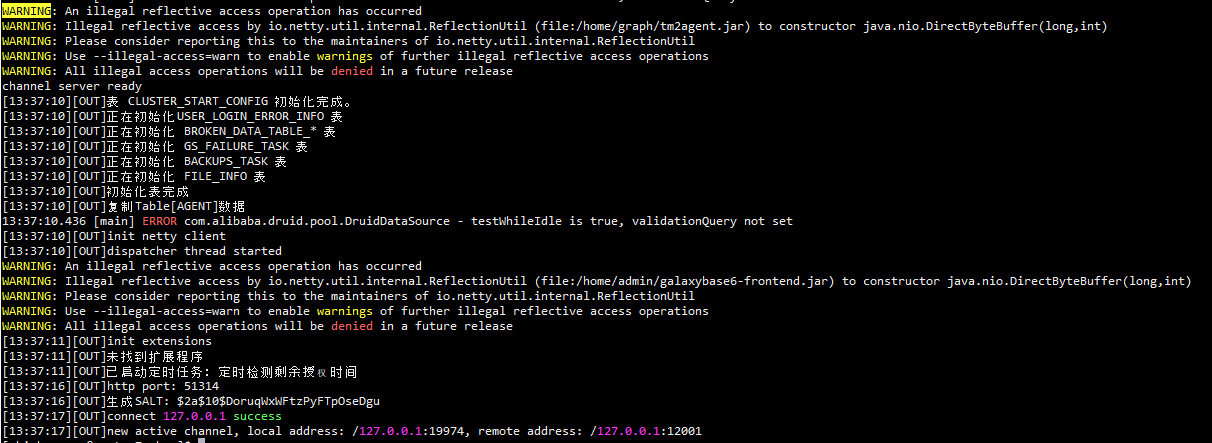 WARNING: An illegal reflective access operation has occurred
WARNING: Illegal reflective access by io.netty.util.internal.ReflectionUtil (file:/home/graph/tm2agent.jar) to constructor java.nio.DirectByteBuffer(long,int)
WARNING: Please consider reporting this to the maintainers of io.netty.util.internal.ReflectionUtil
WARNING: Use --illegal-access=warn to enable warnings of further illegal reflective access operations
WARNING: All illegal access operations will be denied in a future release
channel server ready
[13:37:10][OUT]表 CLUSTER_START_CONFIG 初始化完成。
[13:37:10][OUT]正在初始化USER_LOGIN_ERROR_INFO 表
[13:37:10][OUT]正在初始化 BROKEN_DATA_TABLE_* 表
[13:37:10][OUT]正在初始化 GS_FAILURE_TASK 表
[13:37:10][OUT]正在初始化 BACKUPS_TASK 表
[13:37:10][OUT]正在初始化 FILE_INFO 表
[13:37:10][OUT]初始化表完成
[13:37:10][OUT]复制Table[AGENT]数据
13:37:10.436 [main] ERROR com.alibaba.druid.pool.DruidDataSource - testWhileIdle is true, validationQuery not set
[13:37:10][OUT]init netty client
[13:37:10][OUT]dispatcher thread started
WARNING: An illegal reflective access operation has occurred
WARNING: Illegal reflective access by io.netty.util.internal.ReflectionUtil (file:/home/admin/galaxybase6-frontend.jar) to constructor java.nio.DirectByteBuffer(long,int)
WARNING: Please consider reporting this to the maintainers of io.netty.util.internal.ReflectionUtil
WARNING: Use --illegal-access=warn to enable warnings of further illegal reflective access operations
WARNING: All illegal access operations will be denied in a future release
[13:37:11][OUT]init extensions
[13:37:11][OUT]未找到扩展程序
[13:37:11][OUT]已启动定时任务: 定时检测剩余授权时间
[13:37:16][OUT]http port: 51314
[13:37:16][OUT]生成SALT: $2a$10$DoruqWxWFtzPyFTpOseDgu
[13:37:17][OUT]connect 127.0.0.1 success
[13:37:17][OUT]new active channel, local address: /127.0.0.1:19974, remote address: /127.0.0.1:12001